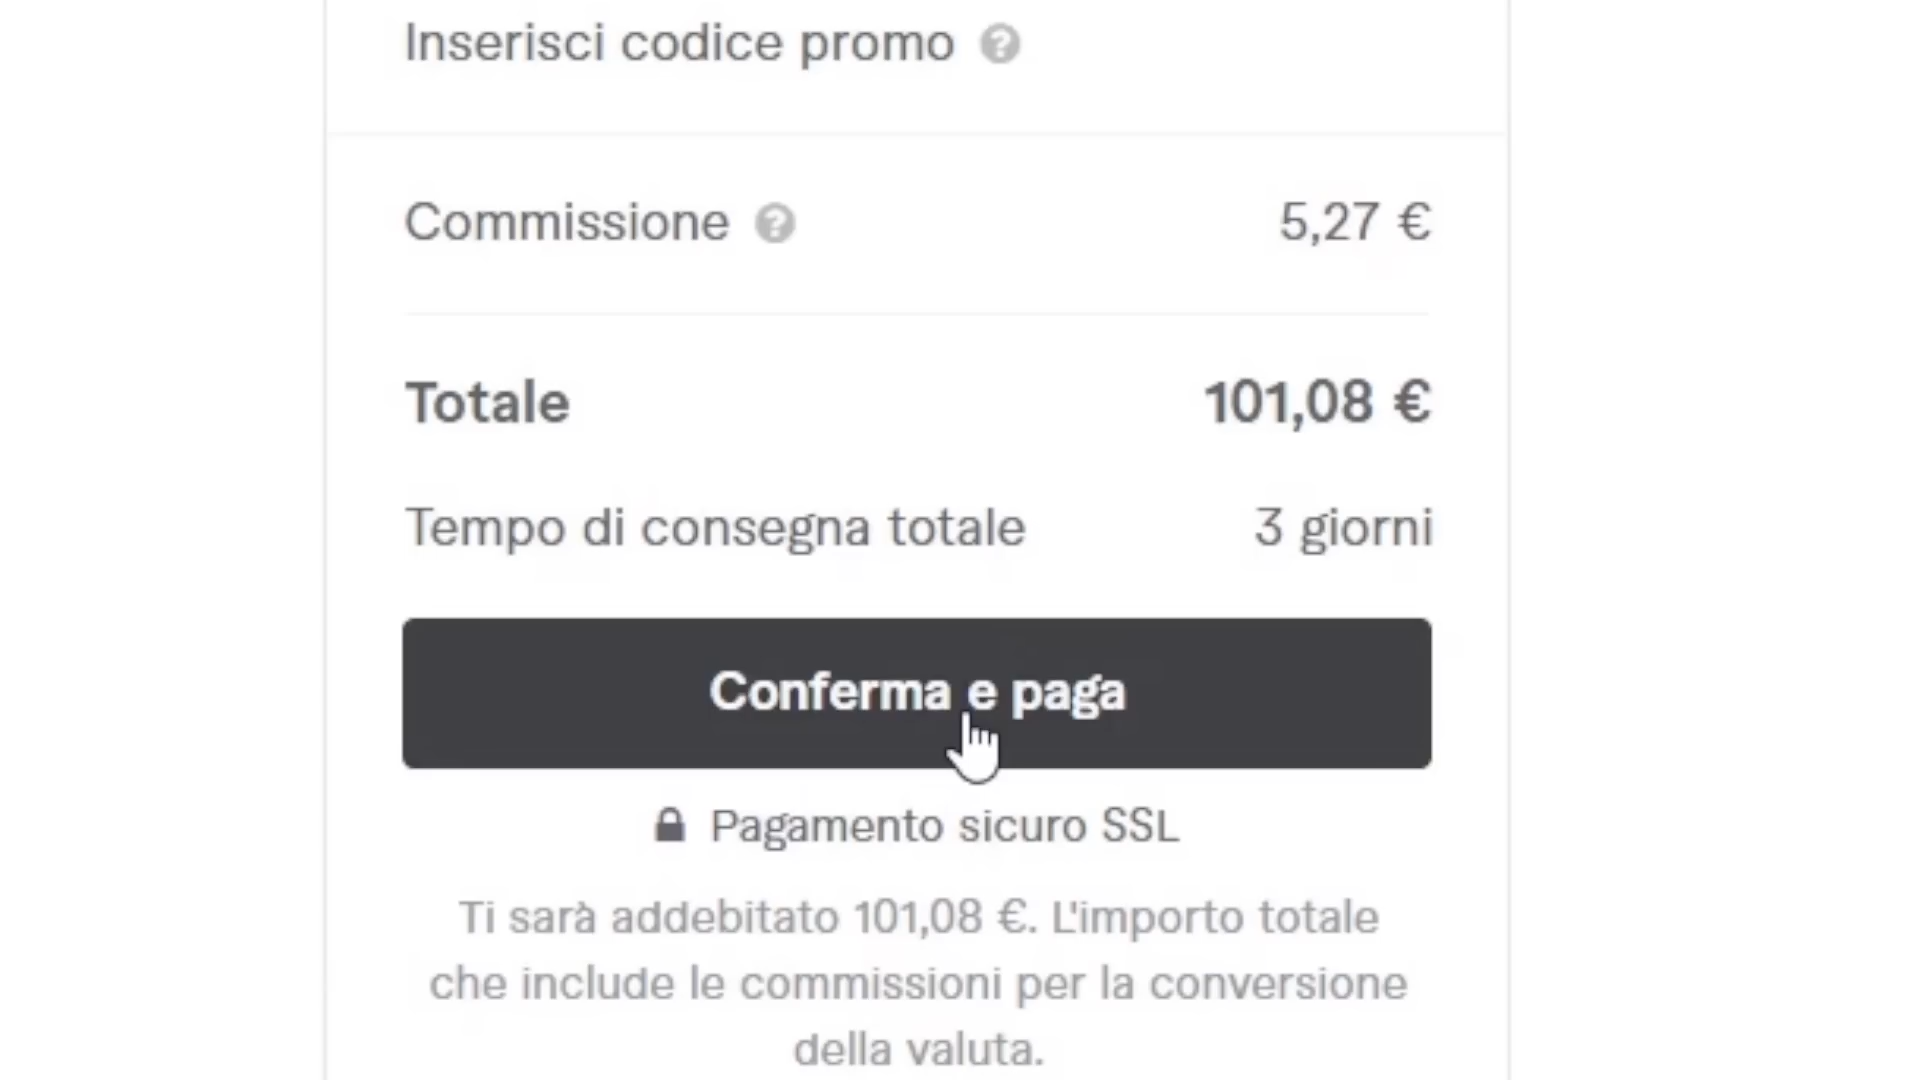 Inserisci codice promo
Commissione 5,27 €
Totale 101,08 €
Tempo di consegna totale 3 giorni
Conferma e paga
Pagamento sicuro SSL
Ti sarà addebitato 101,08 €. L'importo totale
che include le commissioni per la conversione
della valuta.